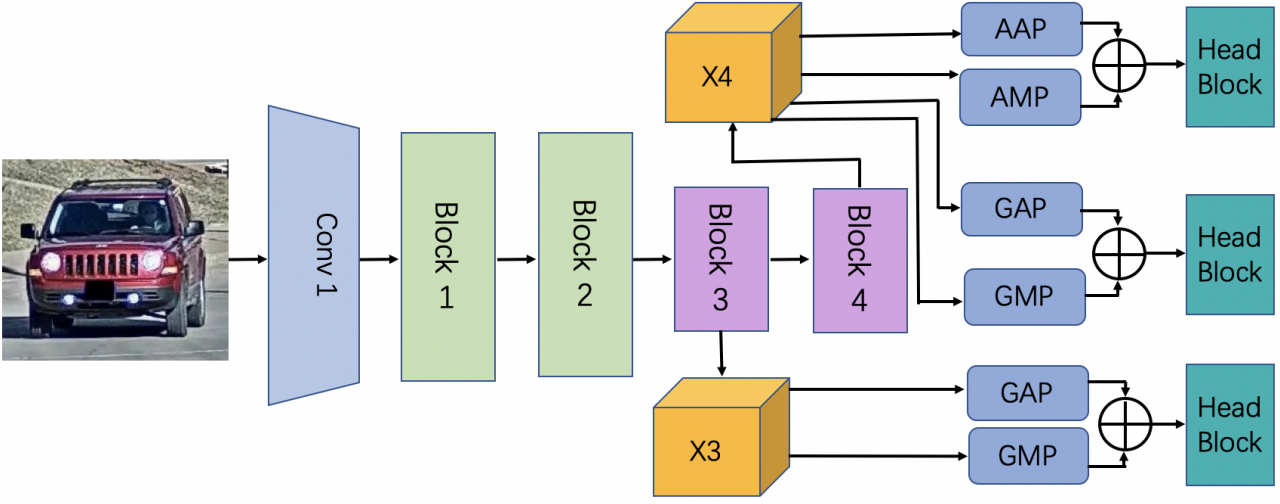 Conv 1
Block 1
Block 2
Block 3
Block 4
X4
X3
AAP
AMP
GAP
GMP
GAP
GMP
Head
Block
Head
Block
Head
Block